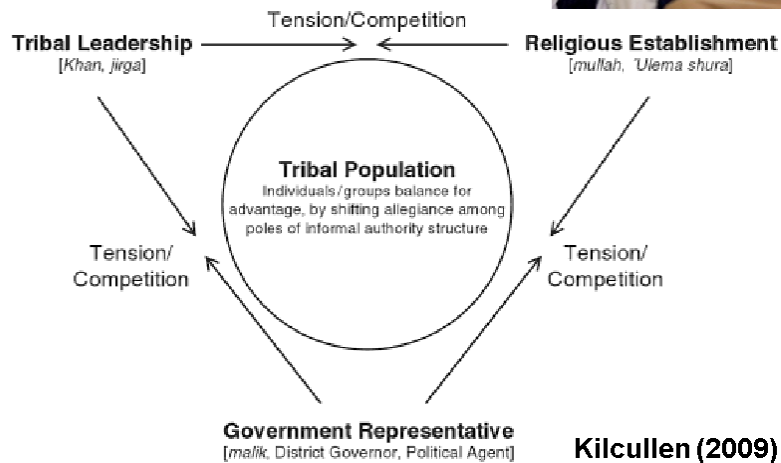 Tension/Competition
Tribal Leadership
[Khan, jirga]
Religious Establishment
[mullah, 'Ulema shura]
Tribal Population
Individuals/groups balance for
advantage, by shifting allegiance among
poles of informal authority structure
Tension/
Competition
Tension/
Competition
Government Representative
[malik, District Governor, Political Agent]
Kilcullen (2009)